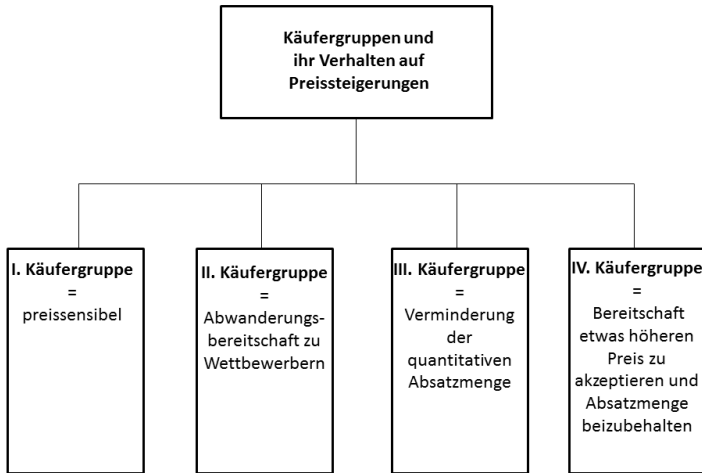 Käufergruppen und
ihr Verhalten auf
Preissteigerungen
I. Käufergruppe
=
preissensibel
II. Käufergruppe
=
Abwanderungs-
bereitschaft zu
Wettbewerbern
III. Käufergruppe
=
Verminderung
der
quantitativen
Absatzmenge
IV. Käufergruppe
=
Bereitschaft
etwas höheren
Preis zu
akzeptieren und
Absatzmenge
beizubehalten